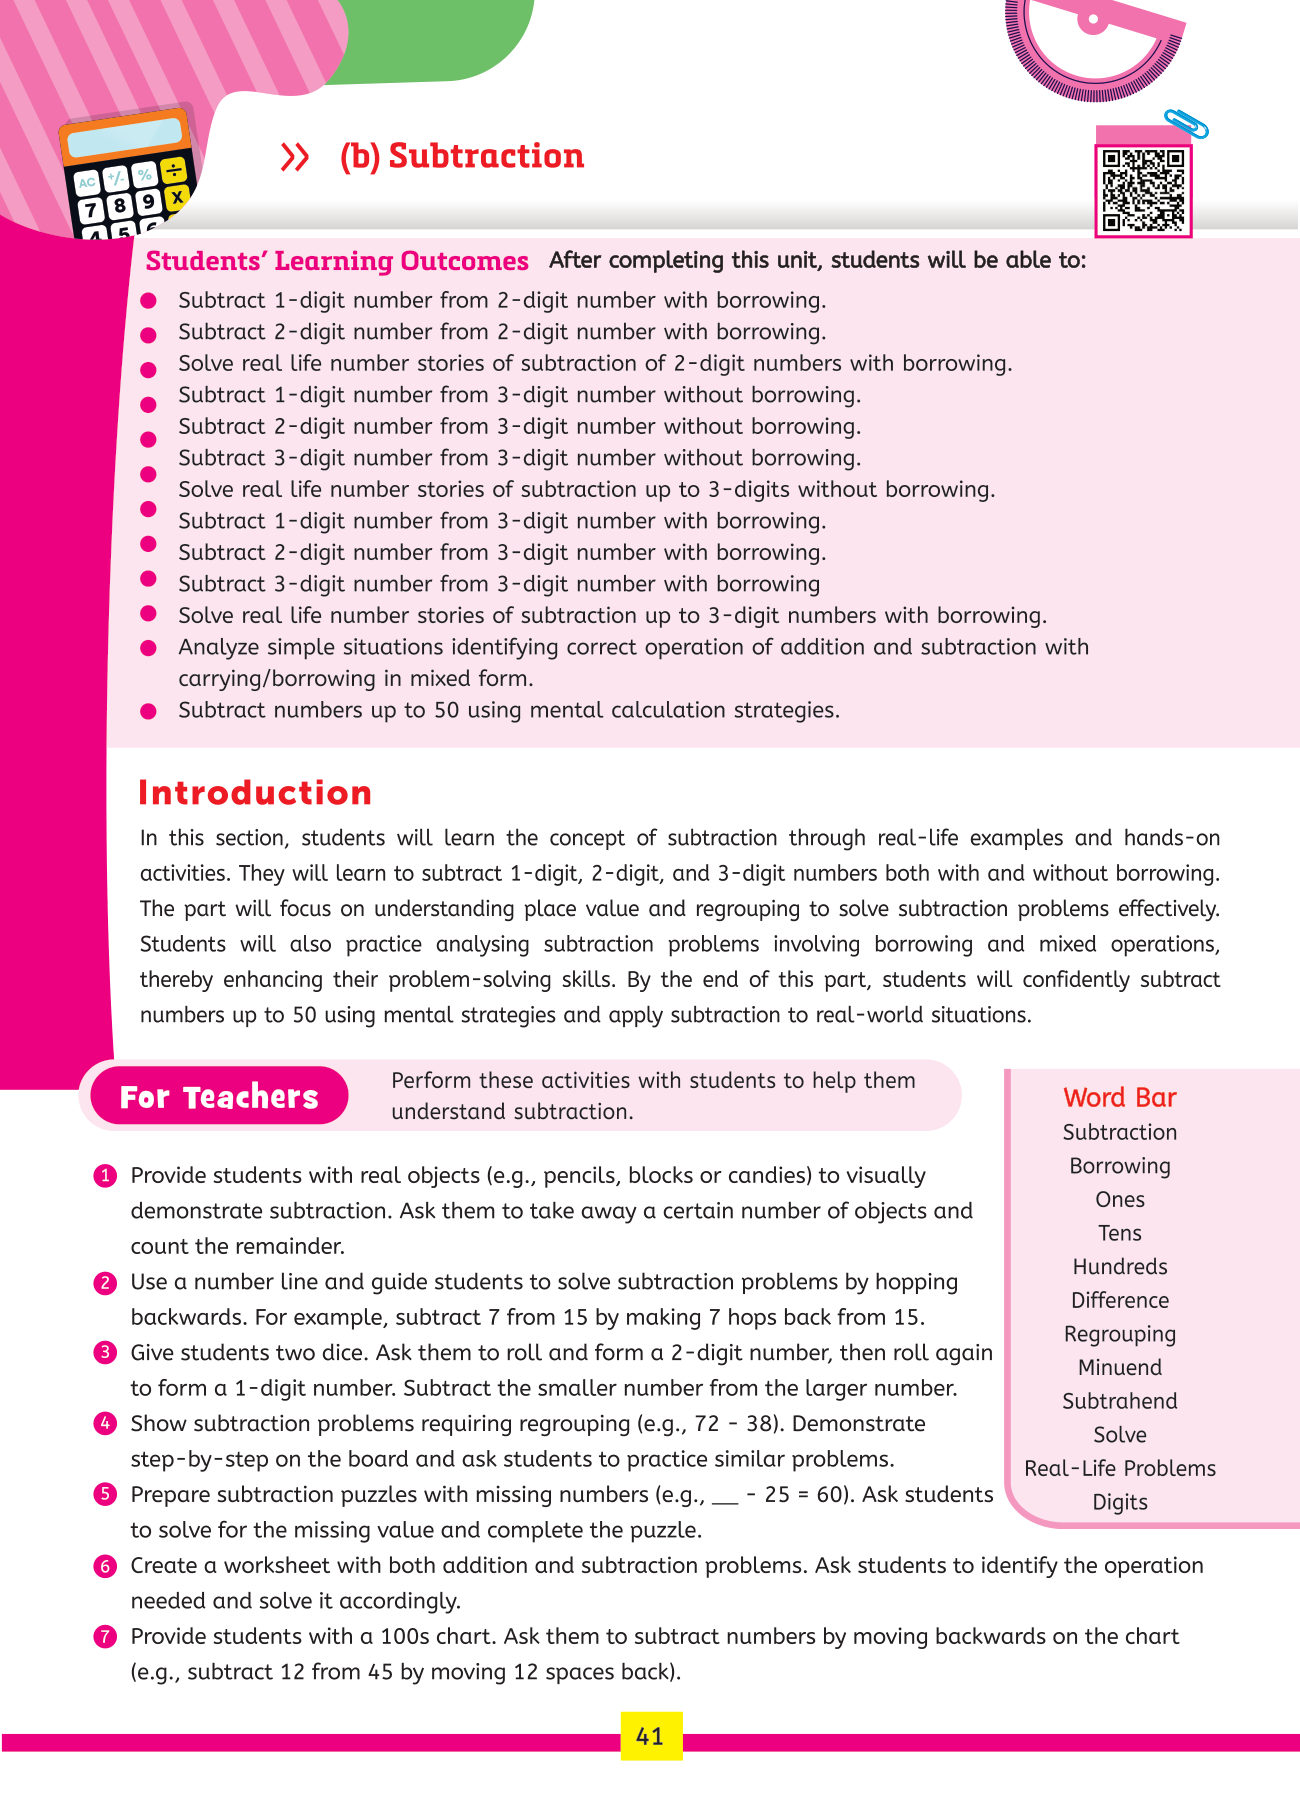 (b) Subtraction
AC +/- % ÷
7 8 9 X
4 5 6
Students’ Learning Outcomes After completing this unit, students will be able to:
Subtract 1-digit number from 2-digit number with borrowing.
Subtract 2-digit number from 2-digit number with borrowing.
Solve real life number stories of subtraction of 2-digit numbers with borrowing.
Subtract 1-digit number from 3-digit number without borrowing.
Subtract 2-digit number from 3-digit number without borrowing.
Subtract 3-digit number from 3-digit number without borrowing.
Solve real life number stories of subtraction up to 3-digits without borrowing.
Subtract 1-digit number from 3-digit number with borrowing.
Subtract 2-digit number from 3-digit number with borrowing.
Subtract 3-digit number from 3-digit number with borrowing
Solve real life number stories of subtraction up to 3-digit numbers with borrowing.
Analyze simple situations identifying correct operation of addition and subtraction with
carrying/borrowing in mixed form.
Subtract numbers up to 50 using mental calculation strategies.
Introduction
In this section, students will learn the concept of subtraction through real-life examples and hands-on
activities. They will learn to subtract 1-digit, 2-digit, and 3-digit numbers both with and without borrowing.
The part will focus on understanding place value and regrouping to solve subtraction problems effectively.
Students will also practice analysing subtraction problems involving borrowing and mixed operations,
thereby enhancing their problem-solving skills. By the end of this part, students will confidently subtract
numbers up to 50 using mental strategies and apply subtraction to real-world situations.
For Teachers
Perform these activities with students to help them
understand subtraction.
1 Provide students with real objects (e.g., pencils, blocks or candies) to visually
demonstrate subtraction. Ask them to take away a certain number of objects and
count the remainder.
2 Use a number line and guide students to solve subtraction problems by hopping
backwards. For example, subtract 7 from 15 by making 7 hops back from 15.
3 Give students two dice. Ask them to roll and form a 2-digit number, then roll again
to form a 1-digit number. Subtract the smaller number from the larger number.
4 Show subtraction problems requiring regrouping (e.g., 72 - 38). Demonstrate
step-by-step on the board and ask students to practice similar problems.
5 Prepare subtraction puzzles with missing numbers (e.g., __ - 25 = 60). Ask students
to solve for the missing value and complete the puzzle.
6 Create a worksheet with both addition and subtraction problems. Ask students to identify the operation
needed and solve it accordingly.
7 Provide students with a 100s chart. Ask them to subtract numbers by moving backwards on the chart
(e.g., subtract 12 from 45 by moving 12 spaces back).
Word Bar
Subtraction
Borrowing
Ones
Tens
Hundreds
Difference
Regrouping
Minuend
Subtrahend
Solve
Real-Life Problems
Digits
41